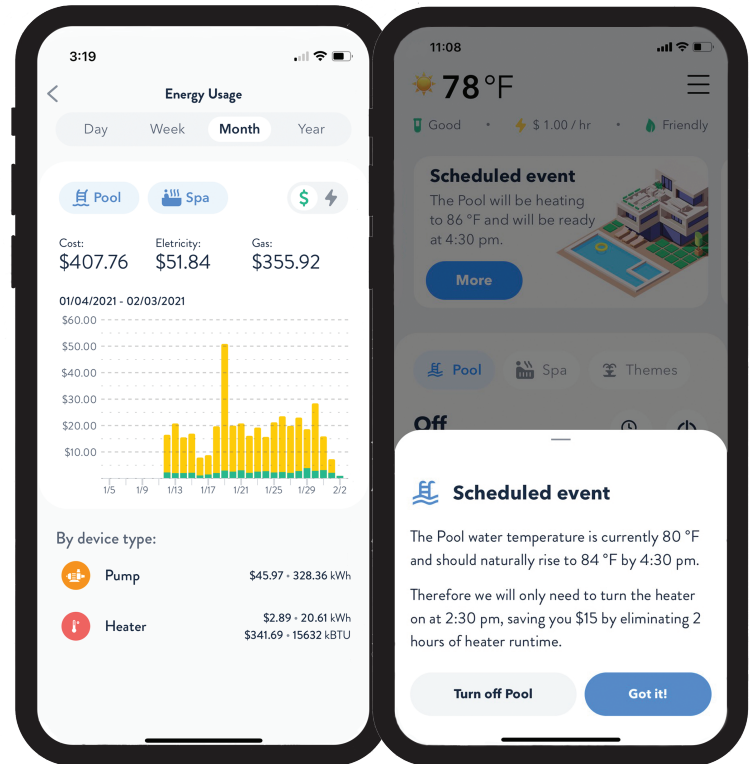 3:19
Energy Usage
Day Week Month Year
Pool Spa $
Cost: Eletricity: Gas:
$407.76 $51.84 $355.92
01/04/2021 - 02/03/2021
$60.00
$50.00
$40.00
$30.00
$20.00
$10.00
1/5 1/9 1/13 1/17 1/21 1/25 1/29 2/2
By device type:
Pump $45.97 • 328.36 kWh
Heater $2.89 • 20.61 kWh
$341.69 • 15632 kBTU
11:08
78°F
Good • $ 1.00 / hr • Friendly
Scheduled event
The Pool will be heating
to 86 °F and will be ready
at 4:30 pm.
More
Pool Spa Themes
Off
Scheduled event
The Pool water temperature is currently 80 °F
and should naturally rise to 84 °F by 4:30 pm.
Therefore we will only need to turn the heater
on at 2:30 pm, saving you $15 by eliminating 2
hours of heater runtime.
Turn off Pool Got it!